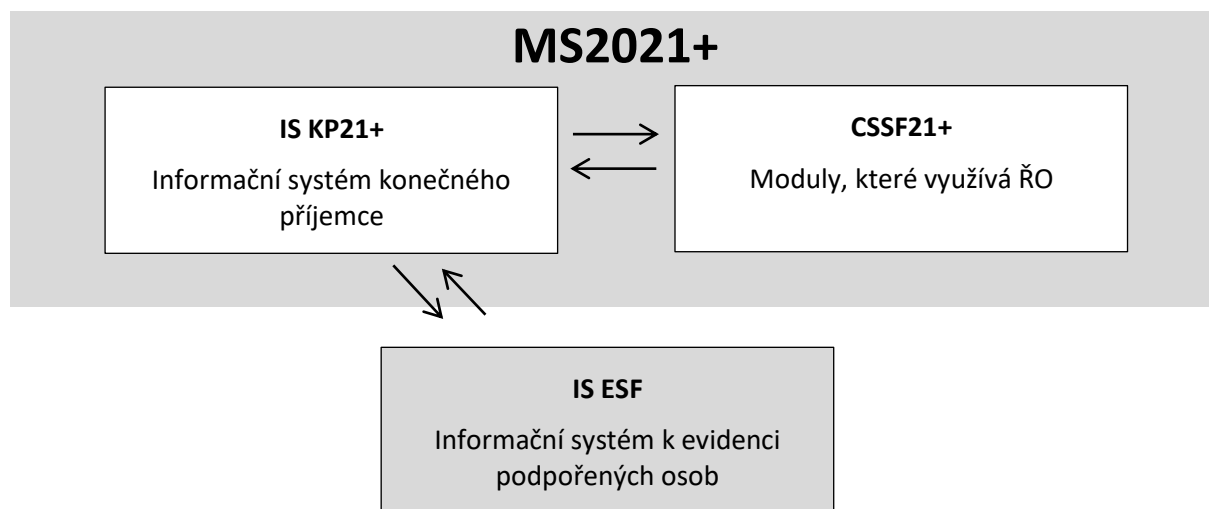 MS2021+
IS KP21+
Informační systém konečného
příjemce
CSSF21+
Moduly, které využívá ŘO
IS ESF
Informační systém k evidenci
podpořených osob